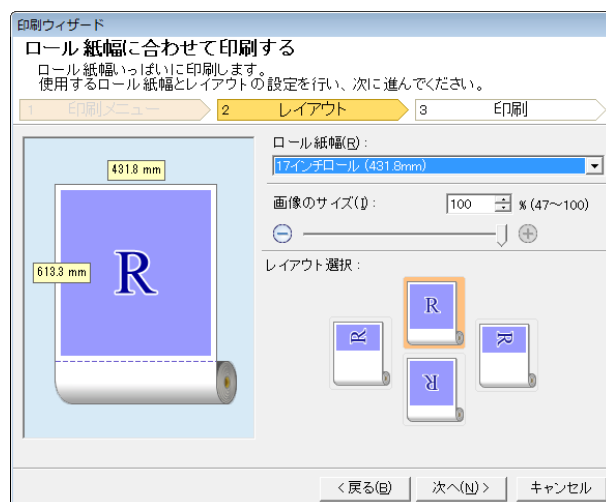 印刷ウィザード
ロール紙幅に合わせて印刷する
ロール紙幅いっぱいに印刷します。
使用するロール紙幅とレイアウトの設定を行い、次に進んでください。
1 印刷メニュー 2 レイアウト 3 印刷
ロール紙幅(R):
17インチロール (431.8mm)
431.8 mm
画像のサイズ(I): 100 % (47～100)
R
613.3 mm
レイアウト選択:
R
R R
R
<戻る(B) 次へ(N)> キャンセル